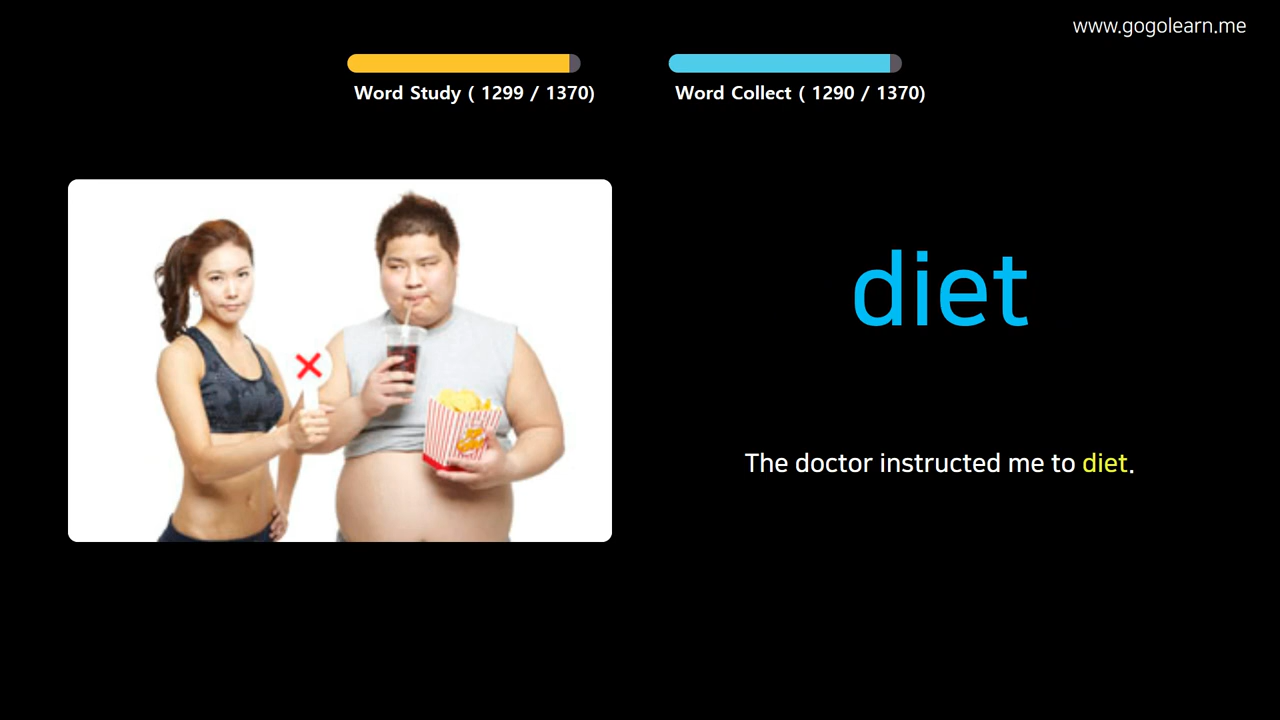 www.gogolearn.me
Word Study ( 1299 / 1370)
Word Collect ( 1290 / 1370)
diet
The doctor instructed me to diet.